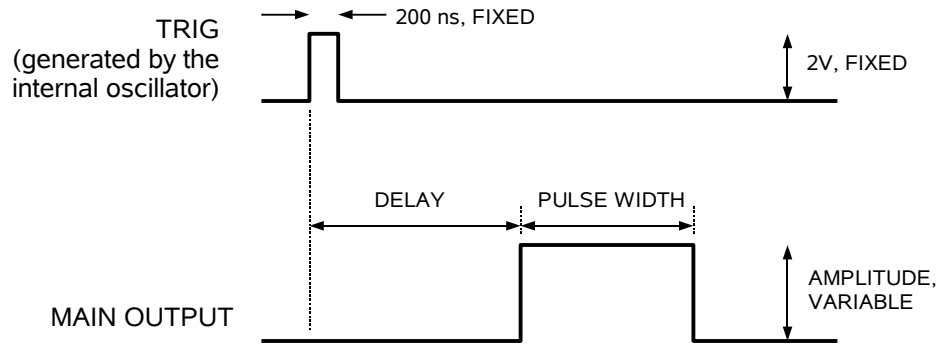 TRIG
(generated by the
internal oscillator)
200 ns, FIXED
2V, FIXED
DELAY
PULSE WIDTH
AMPLITUDE,
VARIABLE
MAIN OUTPUT